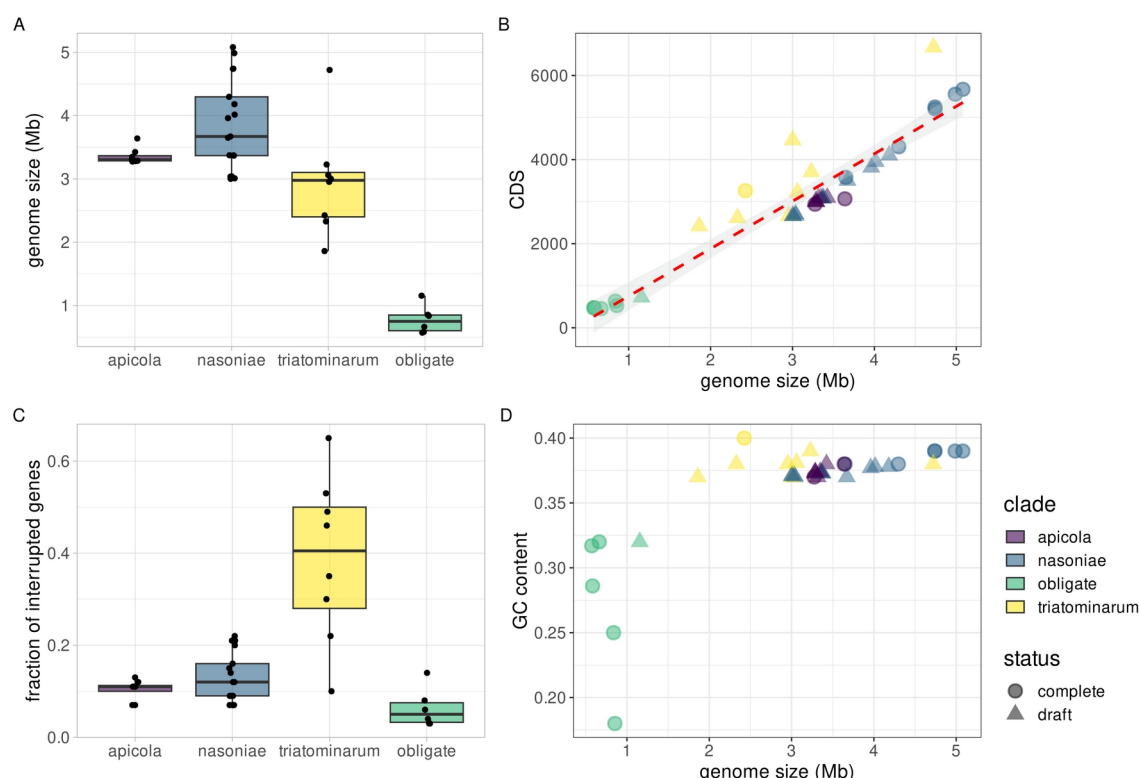 A
genome size (Mb)
5
4
3
2
1
apicola
nasoniae
triatominarum
obligate
B
CDS
6000
4000
2000
0
1
2
3
4
5
genome size (Mb)
C
fraction of interrupted genes
0.6
0.4
0.2
0.0
apicola
nasoniae
triatominarum
obligate
D
GC content
0.40
0.35
0.30
0.25
0.20
1
2
3
4
5
genome size (Mb)
clade
apicola
nasoniae
obligate
triatominarum
status
complete
draft